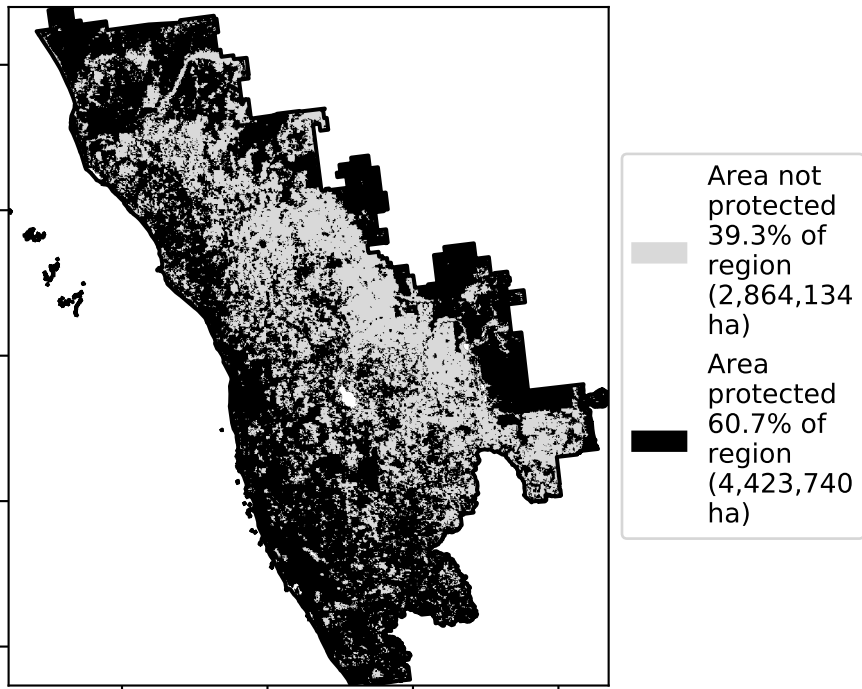 Area not
protected
39.3% of
region
(2,864,134
ha)
Area
protected
60.7% of
region
(4,423,740
ha)